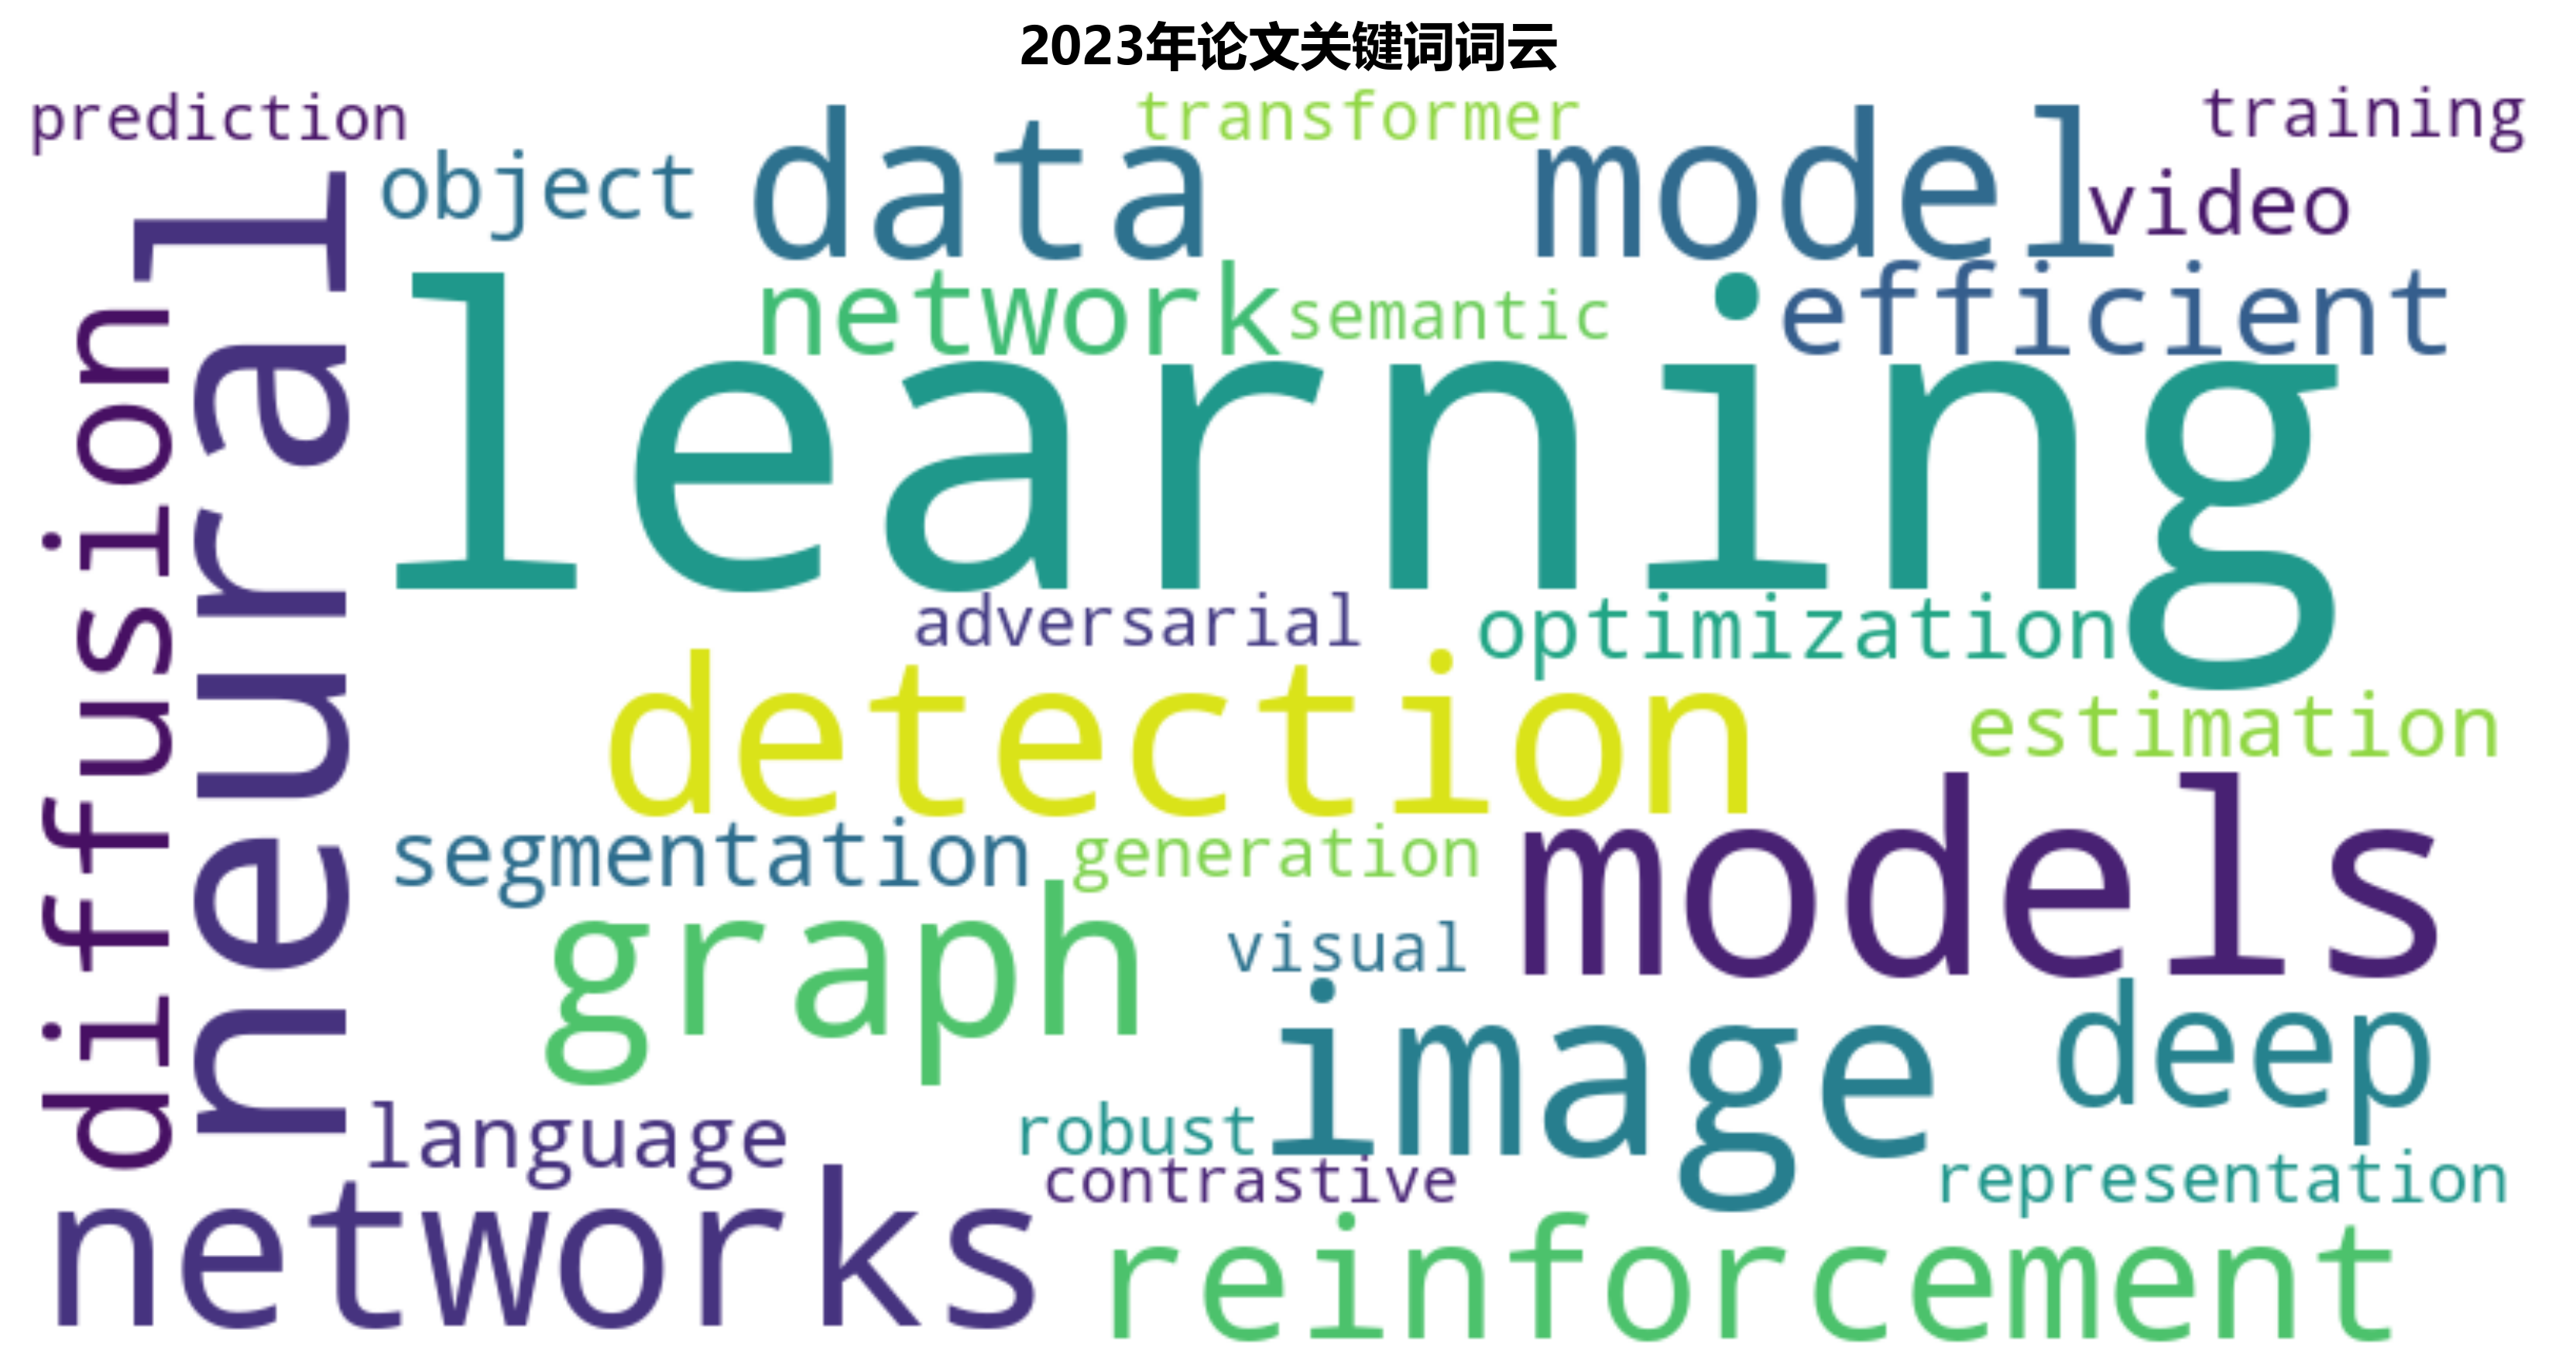 2023年论文关键词词云
prediction
transformer
training
object
data
model
video
network
semantic
efficient
learning
diffusion
neural
adversarial
optimization
detection
estimation
segmentation
generation
models
graph
visual
image
deep
language
robust
contrastive
representation
networks
reinforcement